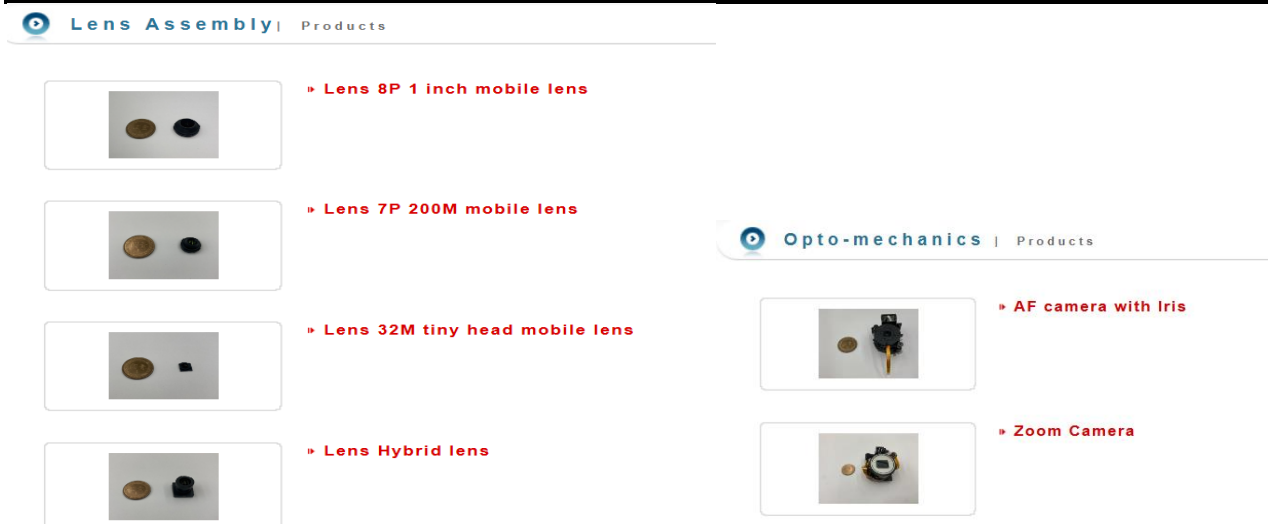 Lens Assembly| Products
Lens 8P 1 inch mobile lens
Lens 7P 200M mobile lens
Lens 32M tiny head mobile lens
Lens Hybrid lens
Opto-mechanics | Products
AF camera with Iris
Zoom Camera